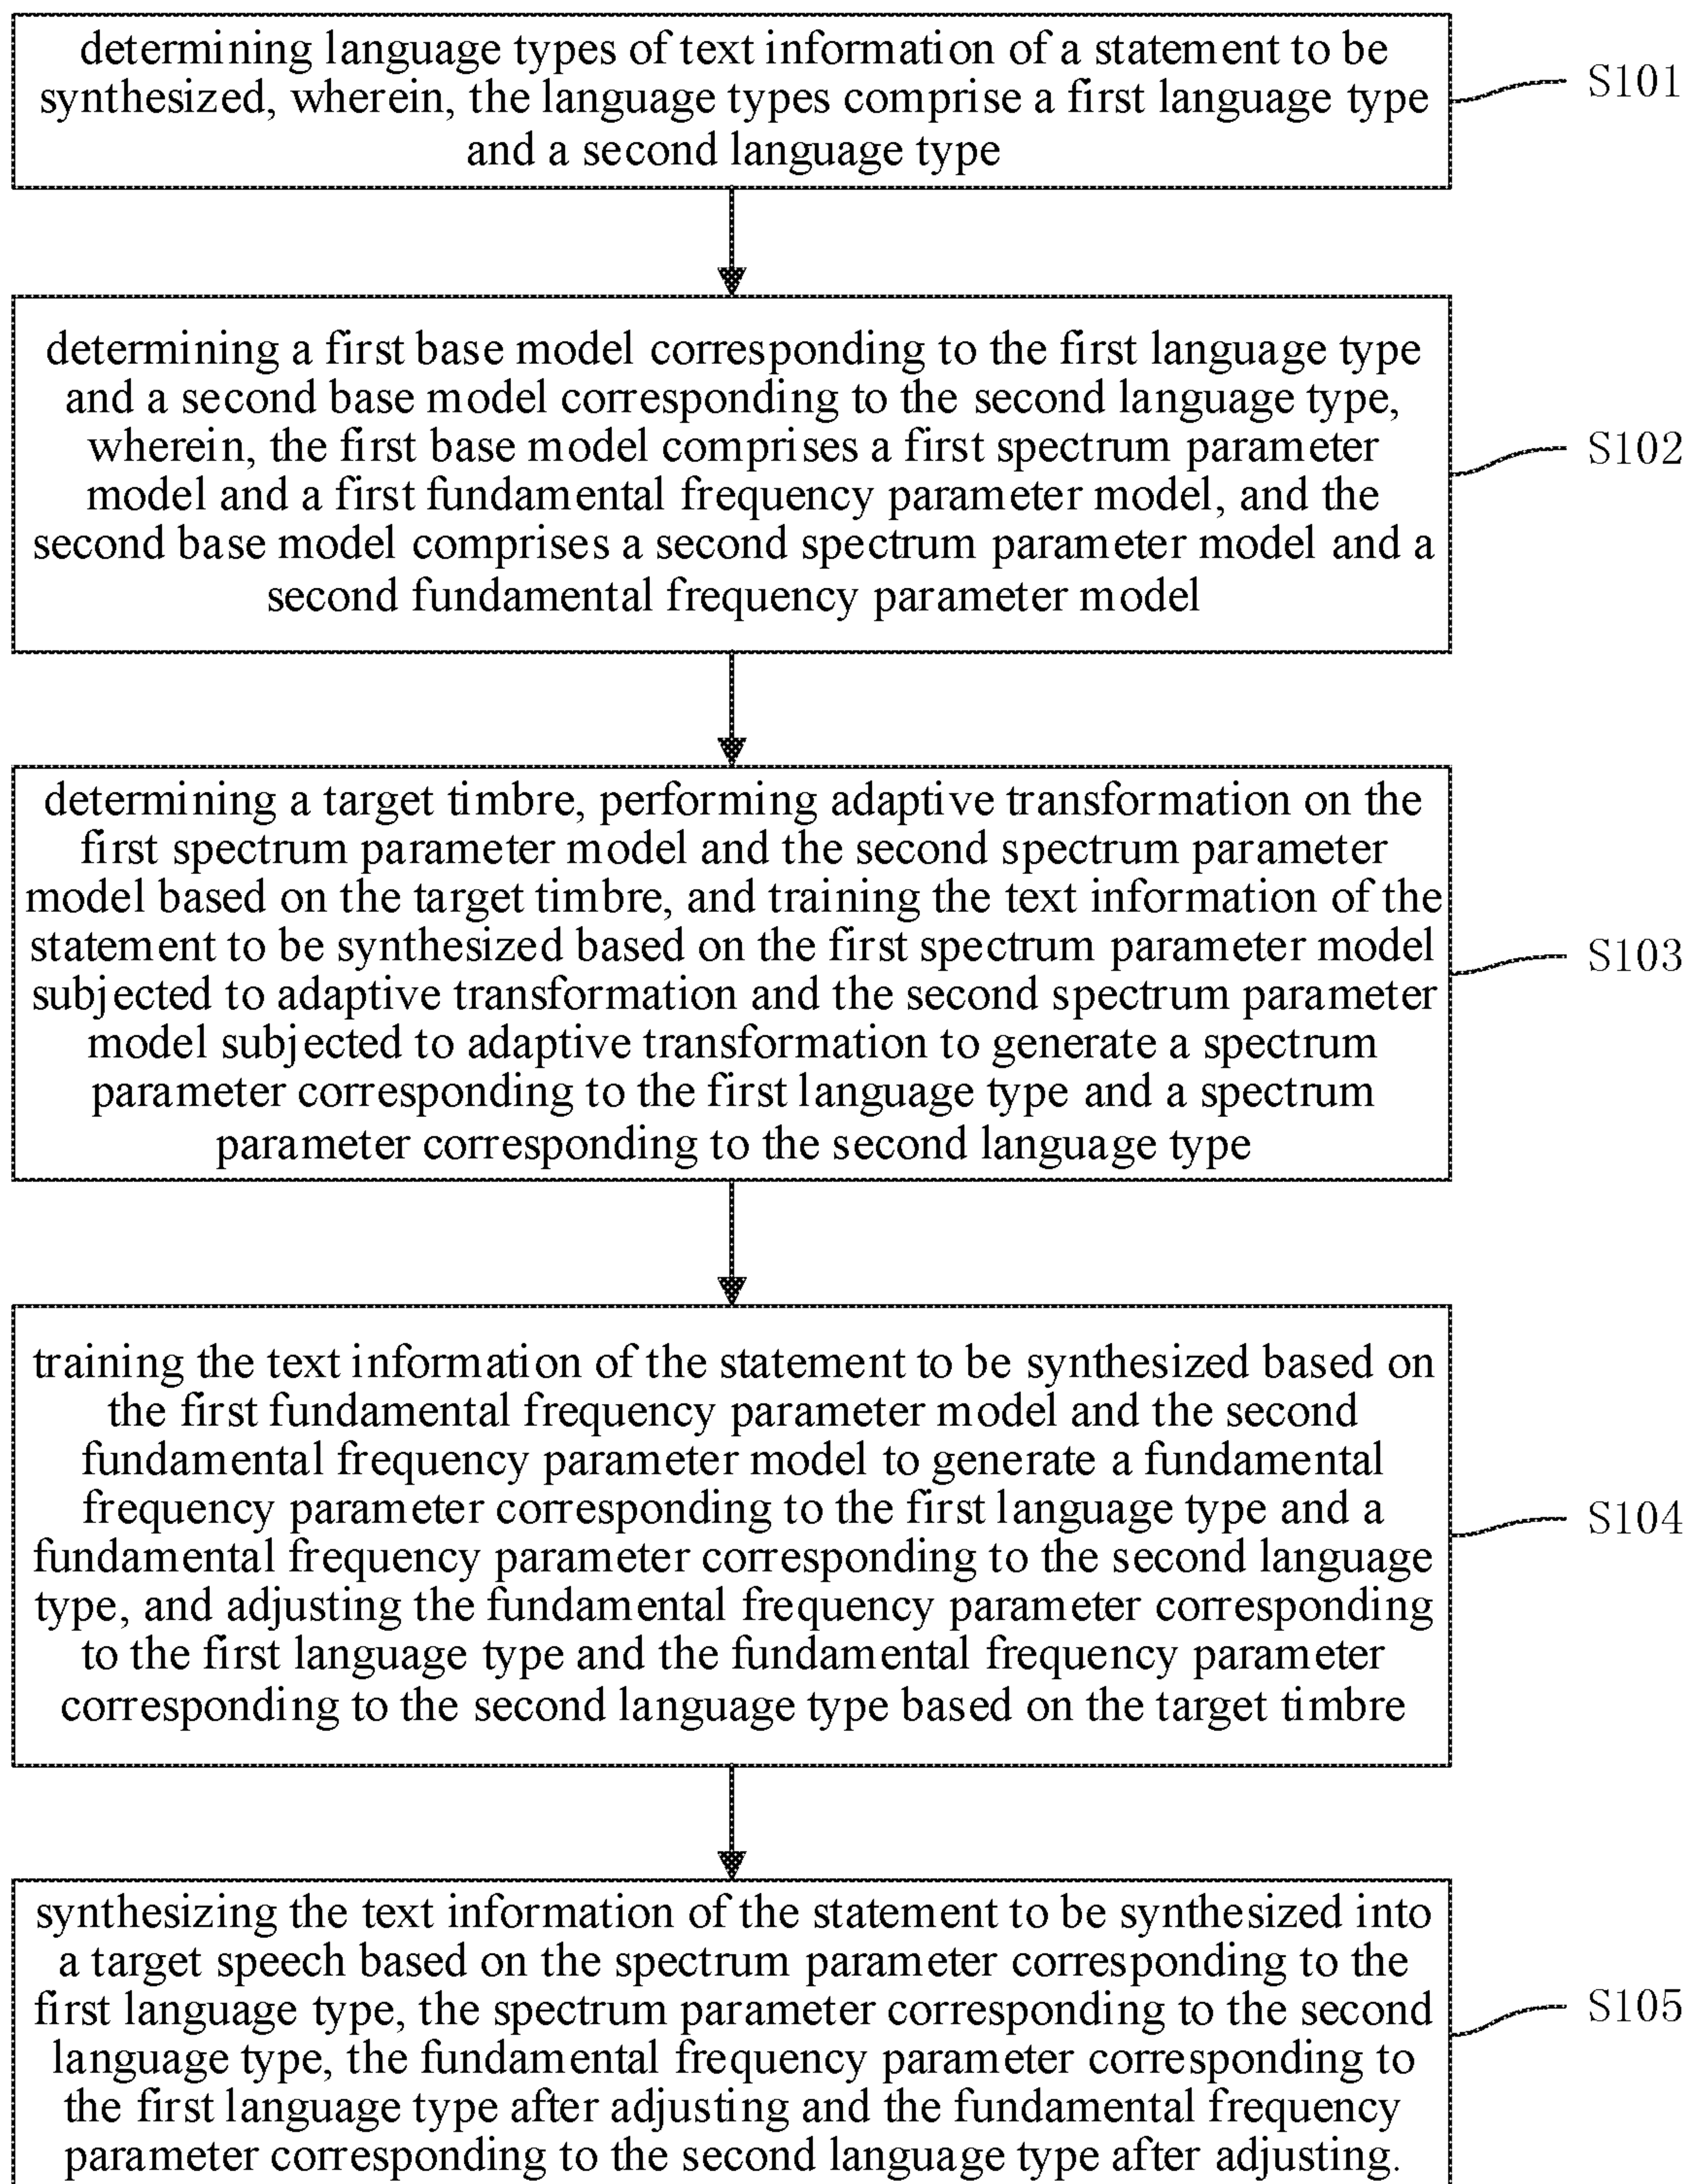 determining language types of text information of a statement to be
synthesized, wherein, the language types comprise a first language type
and a second language type
S101
determining a first base model corresponding to the first language type
and a second base model corresponding to the second language type,
wherein, the first base model comprises a first spectrum parameter
model and a first fundamental frequency parameter model, and the
second base model comprises a second spectrum parameter model and a
second fundamental frequency parameter model
S102
determining a target timbre, performing adaptive transformation on the
first spectrum parameter model and the second spectrum parameter
model based on the target timbre, and training the text information of the
statement to be synthesized based on the first spectrum parameter model
subjected to adaptive transformation and the second spectrum parameter
model subjected to adaptive transformation to generate a spectrum
parameter corresponding to the first language type and a spectrum
parameter corresponding to the second language type
S103
training the text information of the statement to be synthesized based on
the first fundamental frequency parameter model and the second
fundamental frequency parameter model to generate a fundamental
frequency parameter corresponding to the first language type and a
fundamental frequency parameter corresponding to the second language
type, and adjusting the fundamental frequency parameter corresponding
to the first language type and the fundamental frequency parameter
corresponding to the second language type based on the target timbre
S104
synthesizing the text information of the statement to be synthesized into
a target speech based on the spectrum parameter corresponding to the
first language type, the spectrum parameter corresponding to the second
language type, the fundamental frequency parameter corresponding to
the first language type after adjusting and the fundamental frequency
parameter corresponding to the second language type after adjusting.
S105